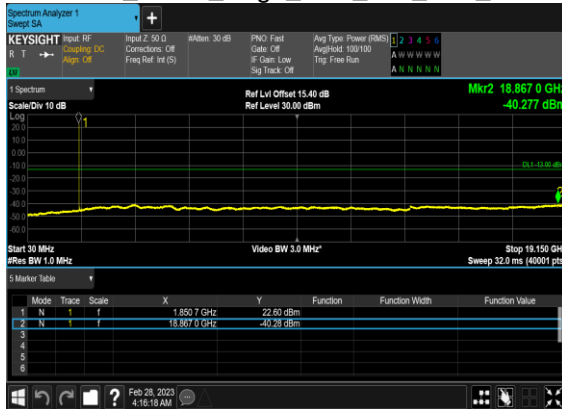 Spectrum Analyzer 1
Swept SA
+
KEYSIGHT Input: RF Input Z: 50 Ω #Atten: 30 dB PNO: Fast Avg Type: Power (RMS) 1 2 3 4 5 6
R T Coupling: DC Corrections: Off Gate: Off Avg|Hold: 100/100 A W W W W W
Align: Off Freq Ref: Int (S) IF Gain: Low Trig: Free Run
Sig Track: Off A N N N N N
1 Spectrum Ref Lvl Offset 15.40 dB Mkr2 18.867 0 GHz
Scale/Div 10 dB Ref Level 30.00 dBm -40.277 dBm
Log
1
20.0
10.0
0.00
-10.0
DL1 -13.00 dBm
-20.0
-30.0
-40.0
-50.0
-60.0
Start 30 MHz Video BW 3.0 MHz* Stop 19.150 GHz
#Res BW 1.0 MHz Sweep 32.0 ms (40001 pts)
5 Marker Table
Mode Trace Scale X Y Function Function Width Function Value
1 N 1 f 1.850 7 GHz 22.60 dBm
2 N 1 f 18.867 0 GHz -40.28 dBm
3
4
5
6
? Feb 28, 2023
4:16:18 AM